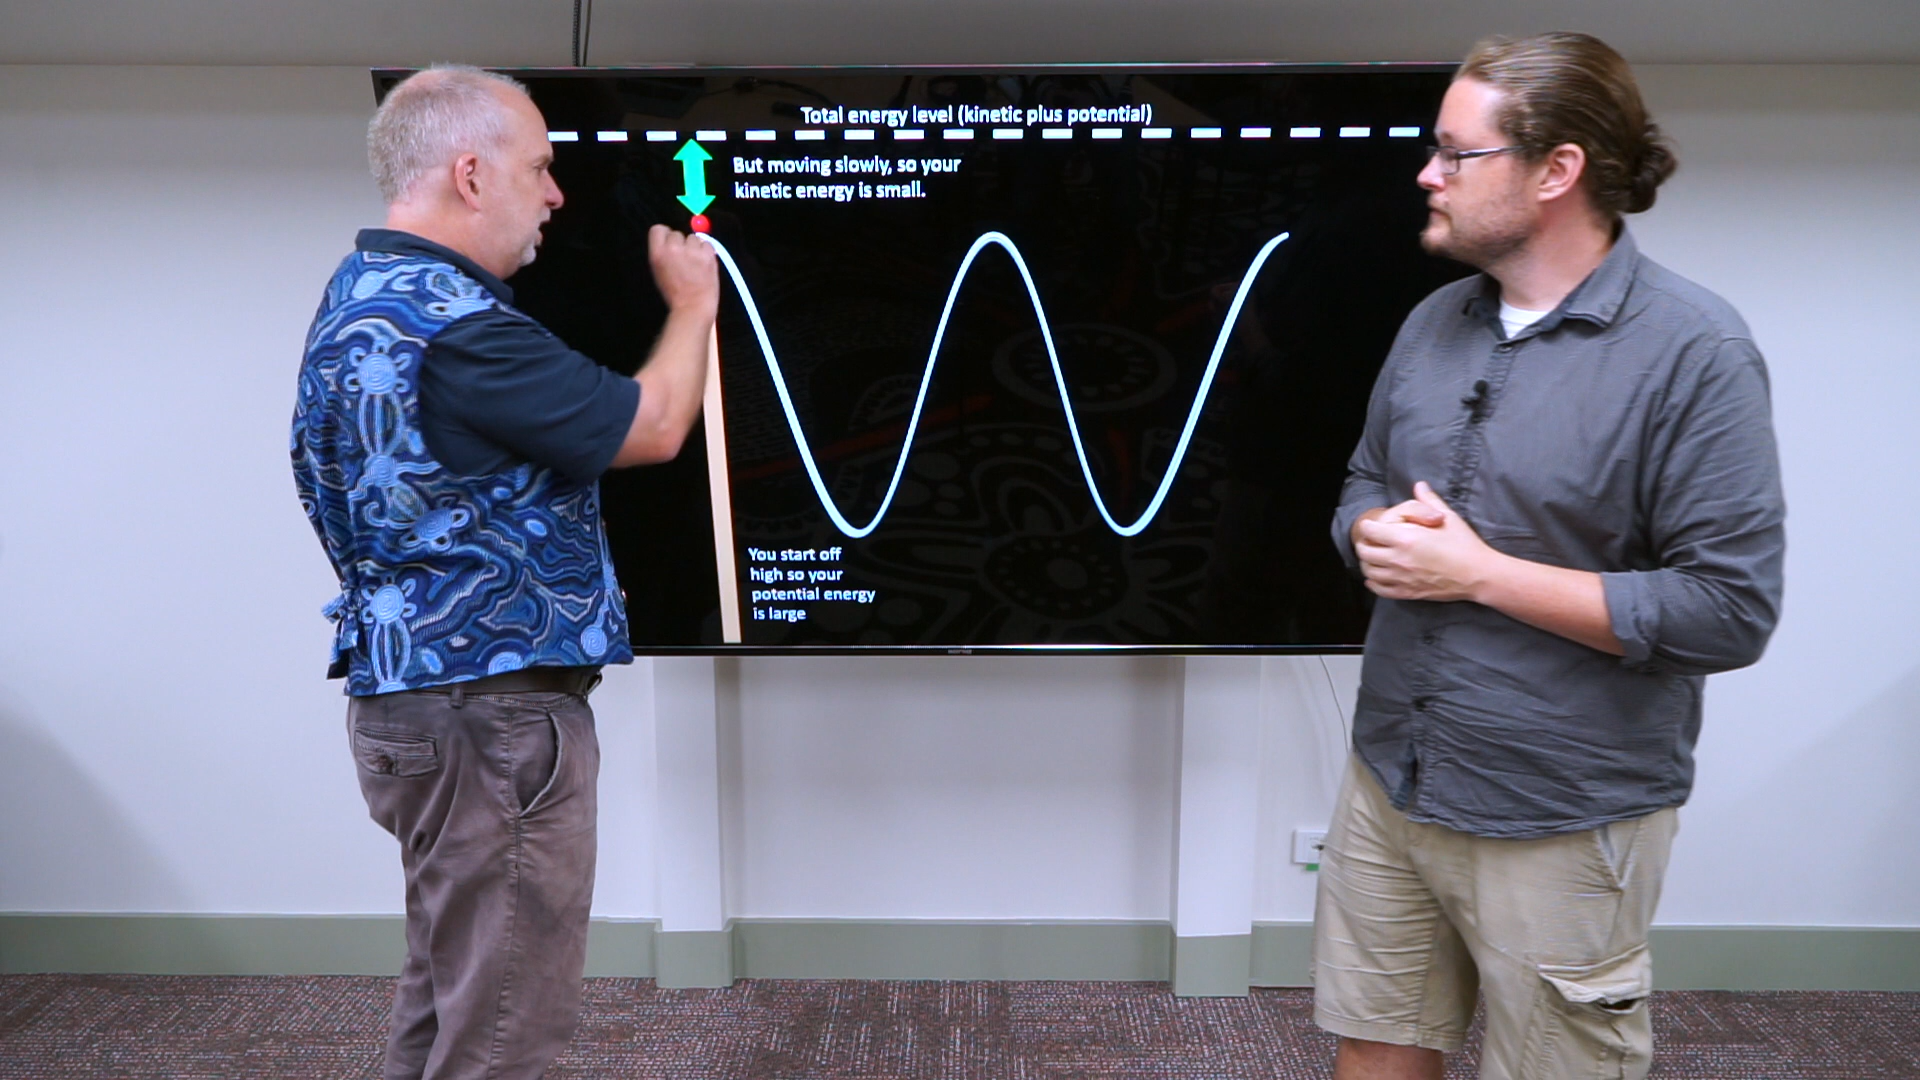 Total energy level (kinetic plus potential)
But moving slowly, so your
kinetic energy is small.
You start off
high so your
potential energy
is large